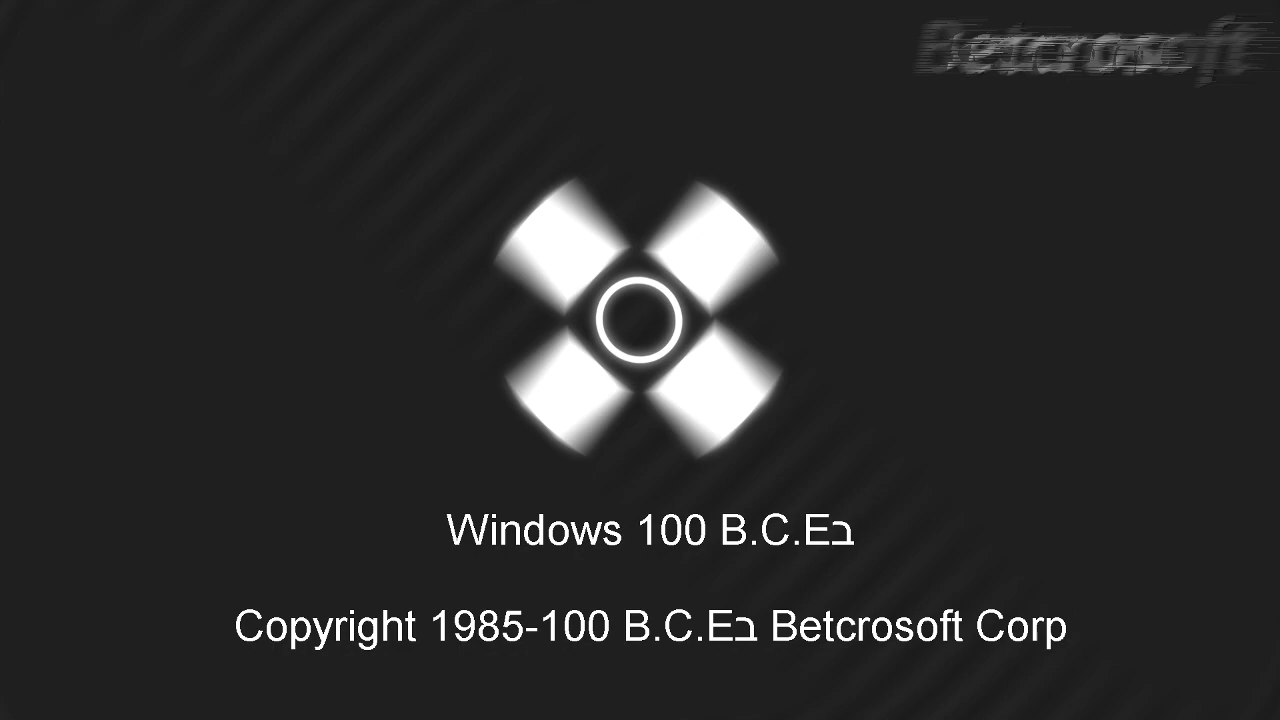 Betcrosoft
Windows 100 B.C.Eב
Copyright 1985-100 B.C.Eב Betcrosoft Corp